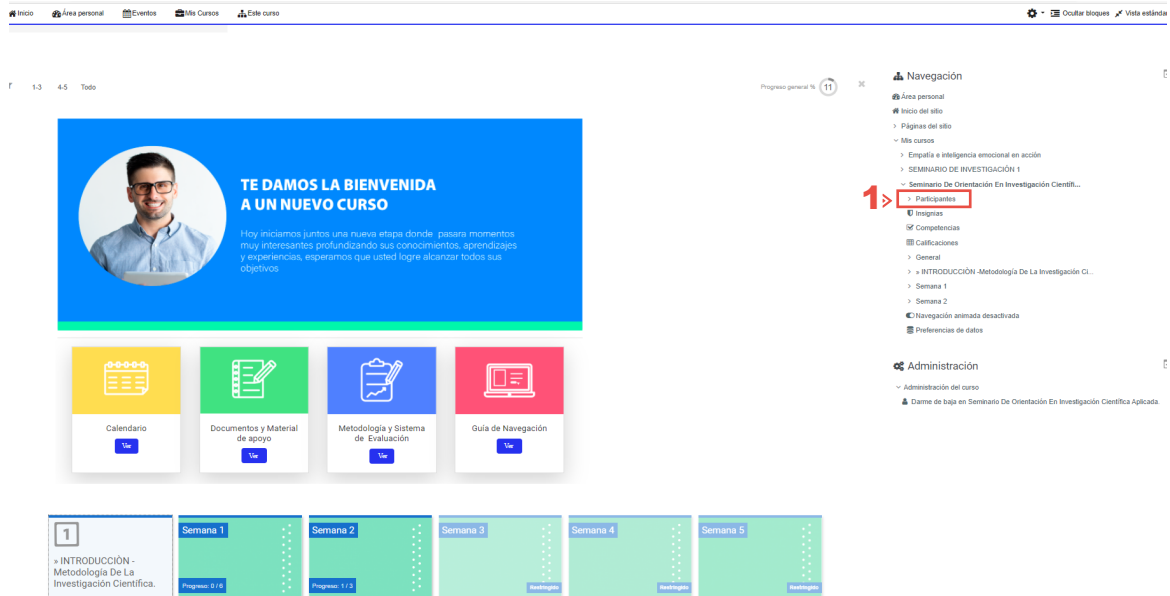 Inicio Área personal Eventos Mis Cursos Este curso Ocultar bloques Vista estándar
1-3 4-5 Todo
Progreso general % 11
TE DAMOS LA BIENVENIDA
A UN NUEVO CURSO
Hoy iniciamos juntos una nueva etapa donde pasara momentos
muy interesantes profundizando sus conocimientos, aprendizajes
y experiencias, esperamos que usted logre alcanzar todos sus
objetivos
Calendario
Ver
Documentos y Material
de apoyo
Ver
Metodología y Sistema
de Evaluación
Ver
Guía de Navegación
Ver
1
» INTRODUCCIÒN -
Metodología De La
Investigación Científica.
Semana 1
Progreso: 0 / 6
Semana 2
Progreso: 1 / 3
Semana 3
Restringido
Semana 4
Restringido
Semana 5
Restringido
Navegación
Área personal
Inicio del sitio
Páginas del sitio
Mis cursos
Empatía e inteligencia emocional en acción
SEMINARIO DE INVESTIGACIÓN 1
Seminario De Orientación En Investigación Científi...
1
Participantes
Insignias
Competencias
Calificaciones
General
» INTRODUCCIÒN -Metodología De La Investigación Ci...
Semana 1
Semana 2
Navegación animada desactivada
Preferencias de datos
Administración
Administración del curso
Darme de baja en Seminario De Orientación En Investigación Científica Aplicada.